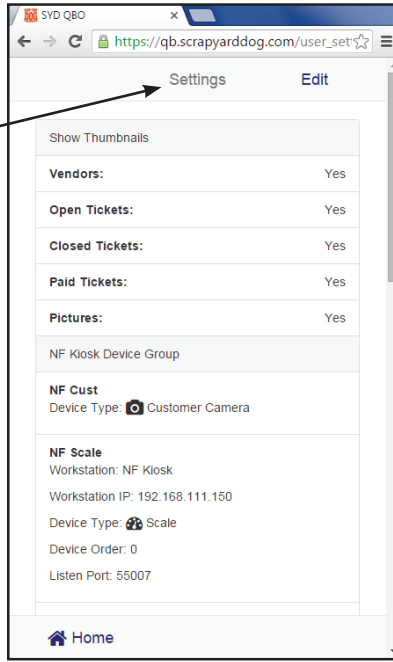 SYD QBO
https://qb.scrapyarddog.com/user_set
Settings Edit
Show Thumbnails
Vendors: Yes
Open Tickets: Yes
Closed Tickets: Yes
Paid Tickets: Yes
Pictures: Yes
NF Kiosk Device Group
NF Cust
Device Type: Customer Camera
NF Scale
Workstation: NF Kiosk
Workstation IP: 192.168.111.150
Device Type: Scale
Device Order: 0
Listen Port: 55007
Home